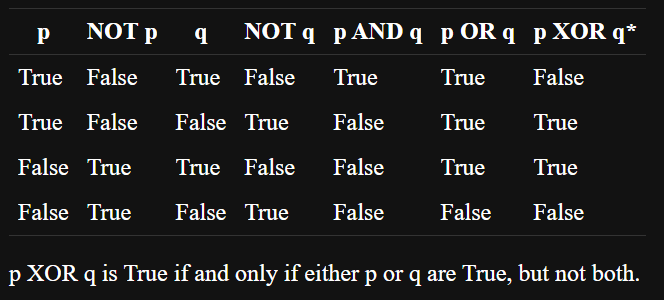 p NOT p q NOT q p AND q p OR q p XOR q*
True False True False True True False
True False False True False True True
False True True False False True True
False True False True False False False
p XOR q is True if and only if either p or q are True, but not both.